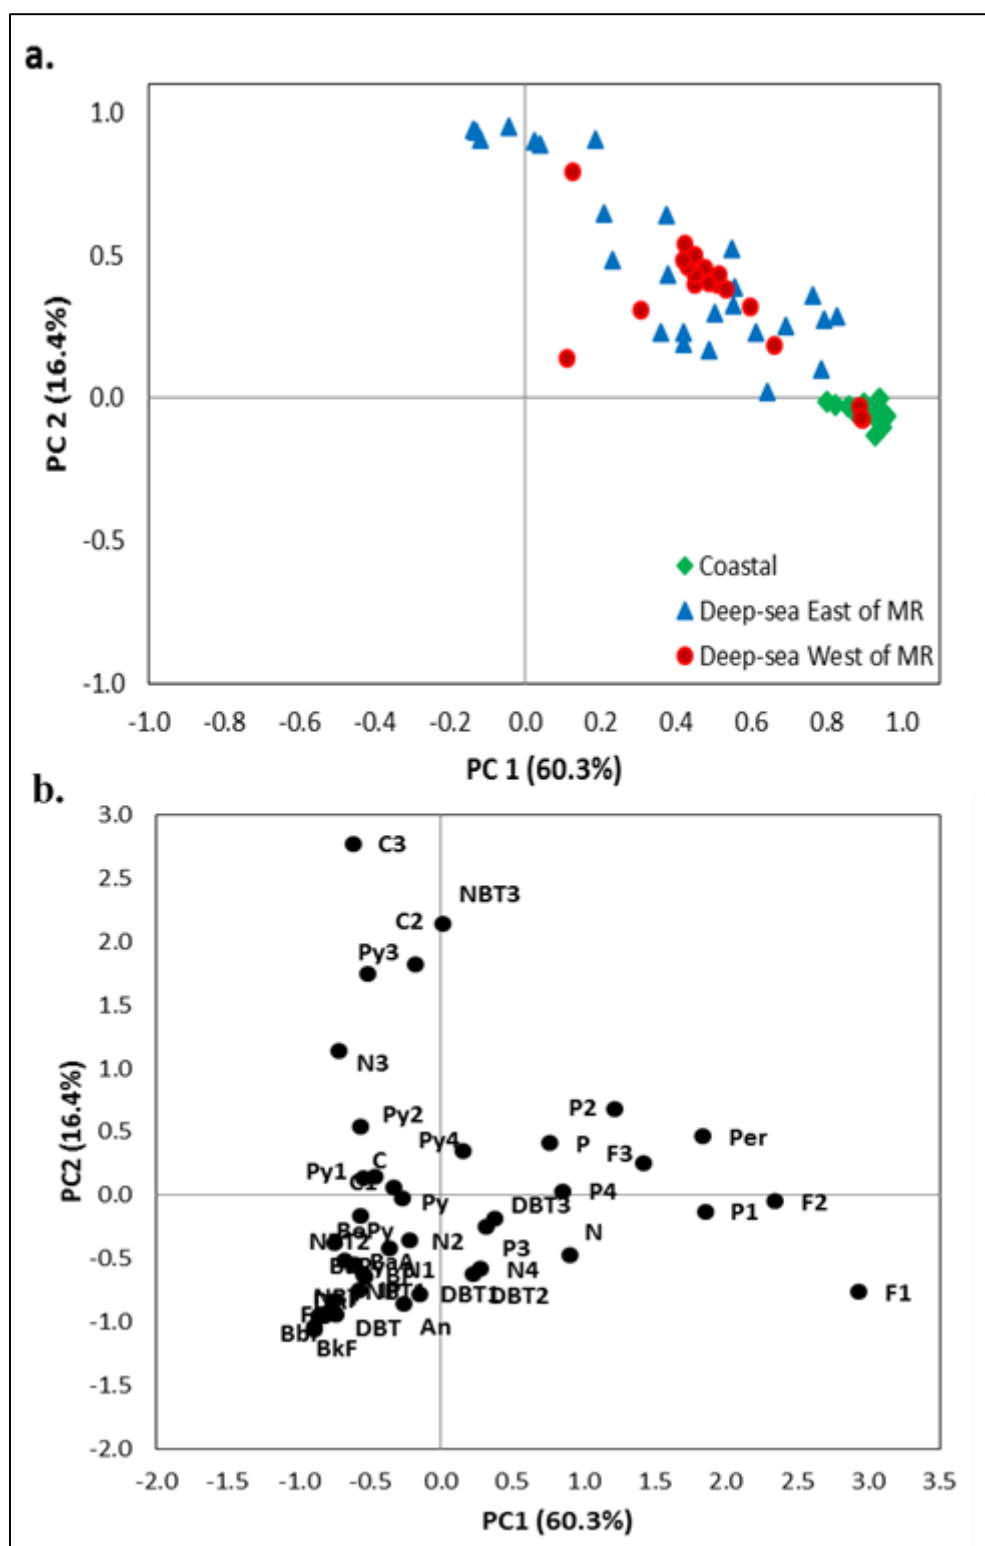 a.
1.0
0.5
0.0
-0.5
-1.0
PC 2 (16.4%)
Coastal
Deep-sea East of MR
Deep-sea West of MR
-1.0 -0.8 -0.6 -0.4 -0.2 0.0 0.2 0.4 0.6 0.8 1.0
PC 1 (60.3%)
b.
3.0
2.5
2.0
1.5
1.0
0.5
0.0
-0.5
-1.0
-1.5
-2.0
PC2 (16.4%)
C3
NBT3
C2
Py3
N3
P2
Py2
Per
Py4
P
F3
C
Py1
P4
C1
Py
F2
DBT3
P1
N
BePy
N2
P3
BaA
N1
N4
F1
DBT1
DBT2
DBT
An
BkF
-2.0 -1.5 -1.0 -0.5 0.0 0.5 1.0 1.5 2.0 2.5 3.0 3.5
PC1 (60.3%)